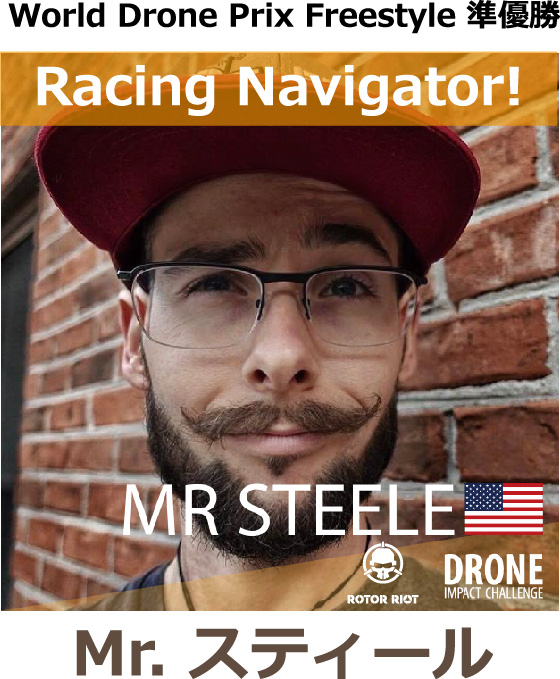 World Drone Prix Freestyle 準優勝
Racing Navigator!
MR STEELE
ROTOR RIOT
DRONE
IMPACT CHALLENGE
Mr. スティール